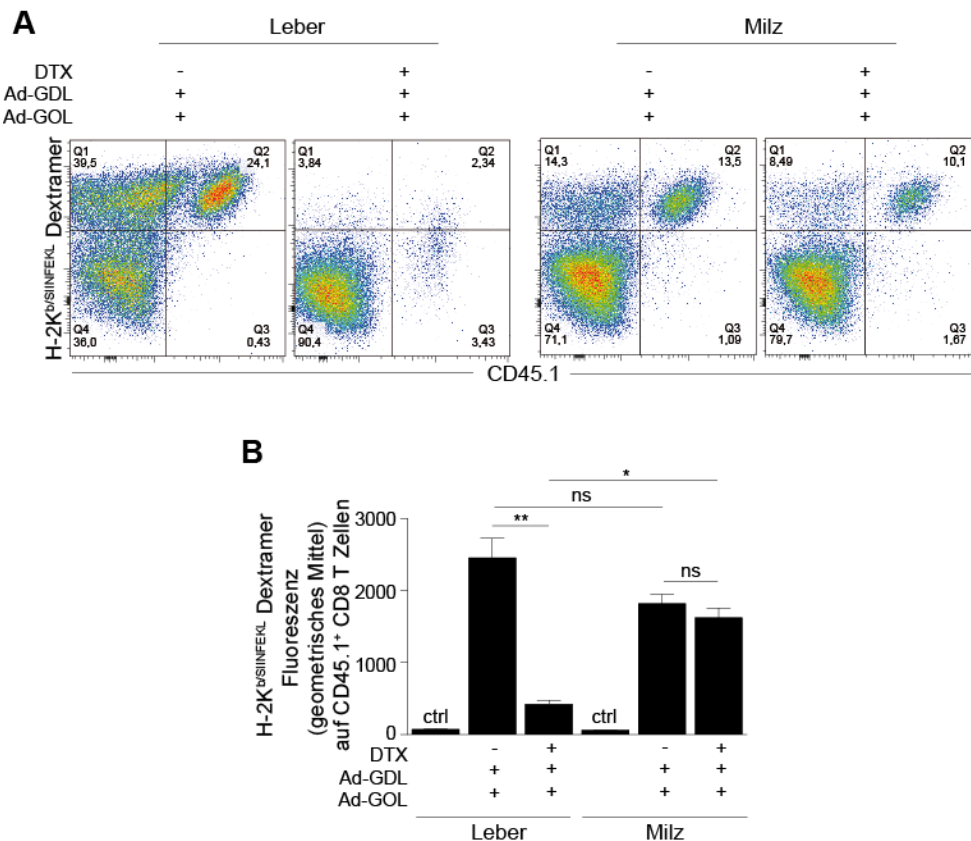 A
Leber
Milz
DTX - + - +
Ad-GDL + + + +
Ad-GOL + + + +
H-2Kb/SIINFEKL Dextramer
Q1 39,5
Q2 24,1
Q4 36,0
Q3 0,43
Q1 3,84
Q2 2,34
Q4 90,4
Q3 3,43
Q1 14,3
Q2 13,5
Q4 71,1
Q3 1,09
Q1 8,49
Q2 10,1
Q4 79,7
Q3 1,67
CD45.1
B
H-2Kb/SIINFEKL Dextramer
Fluoreszenz
(geometrisches Mittel)
auf CD45.1+ CD8 T Zellen
*
ns
**
ns
3000
2000
1000
0
ctrl
ctrl
DTX - + - +
Ad-GDL + + + +
Ad-GOL + + + +
Leber
Milz